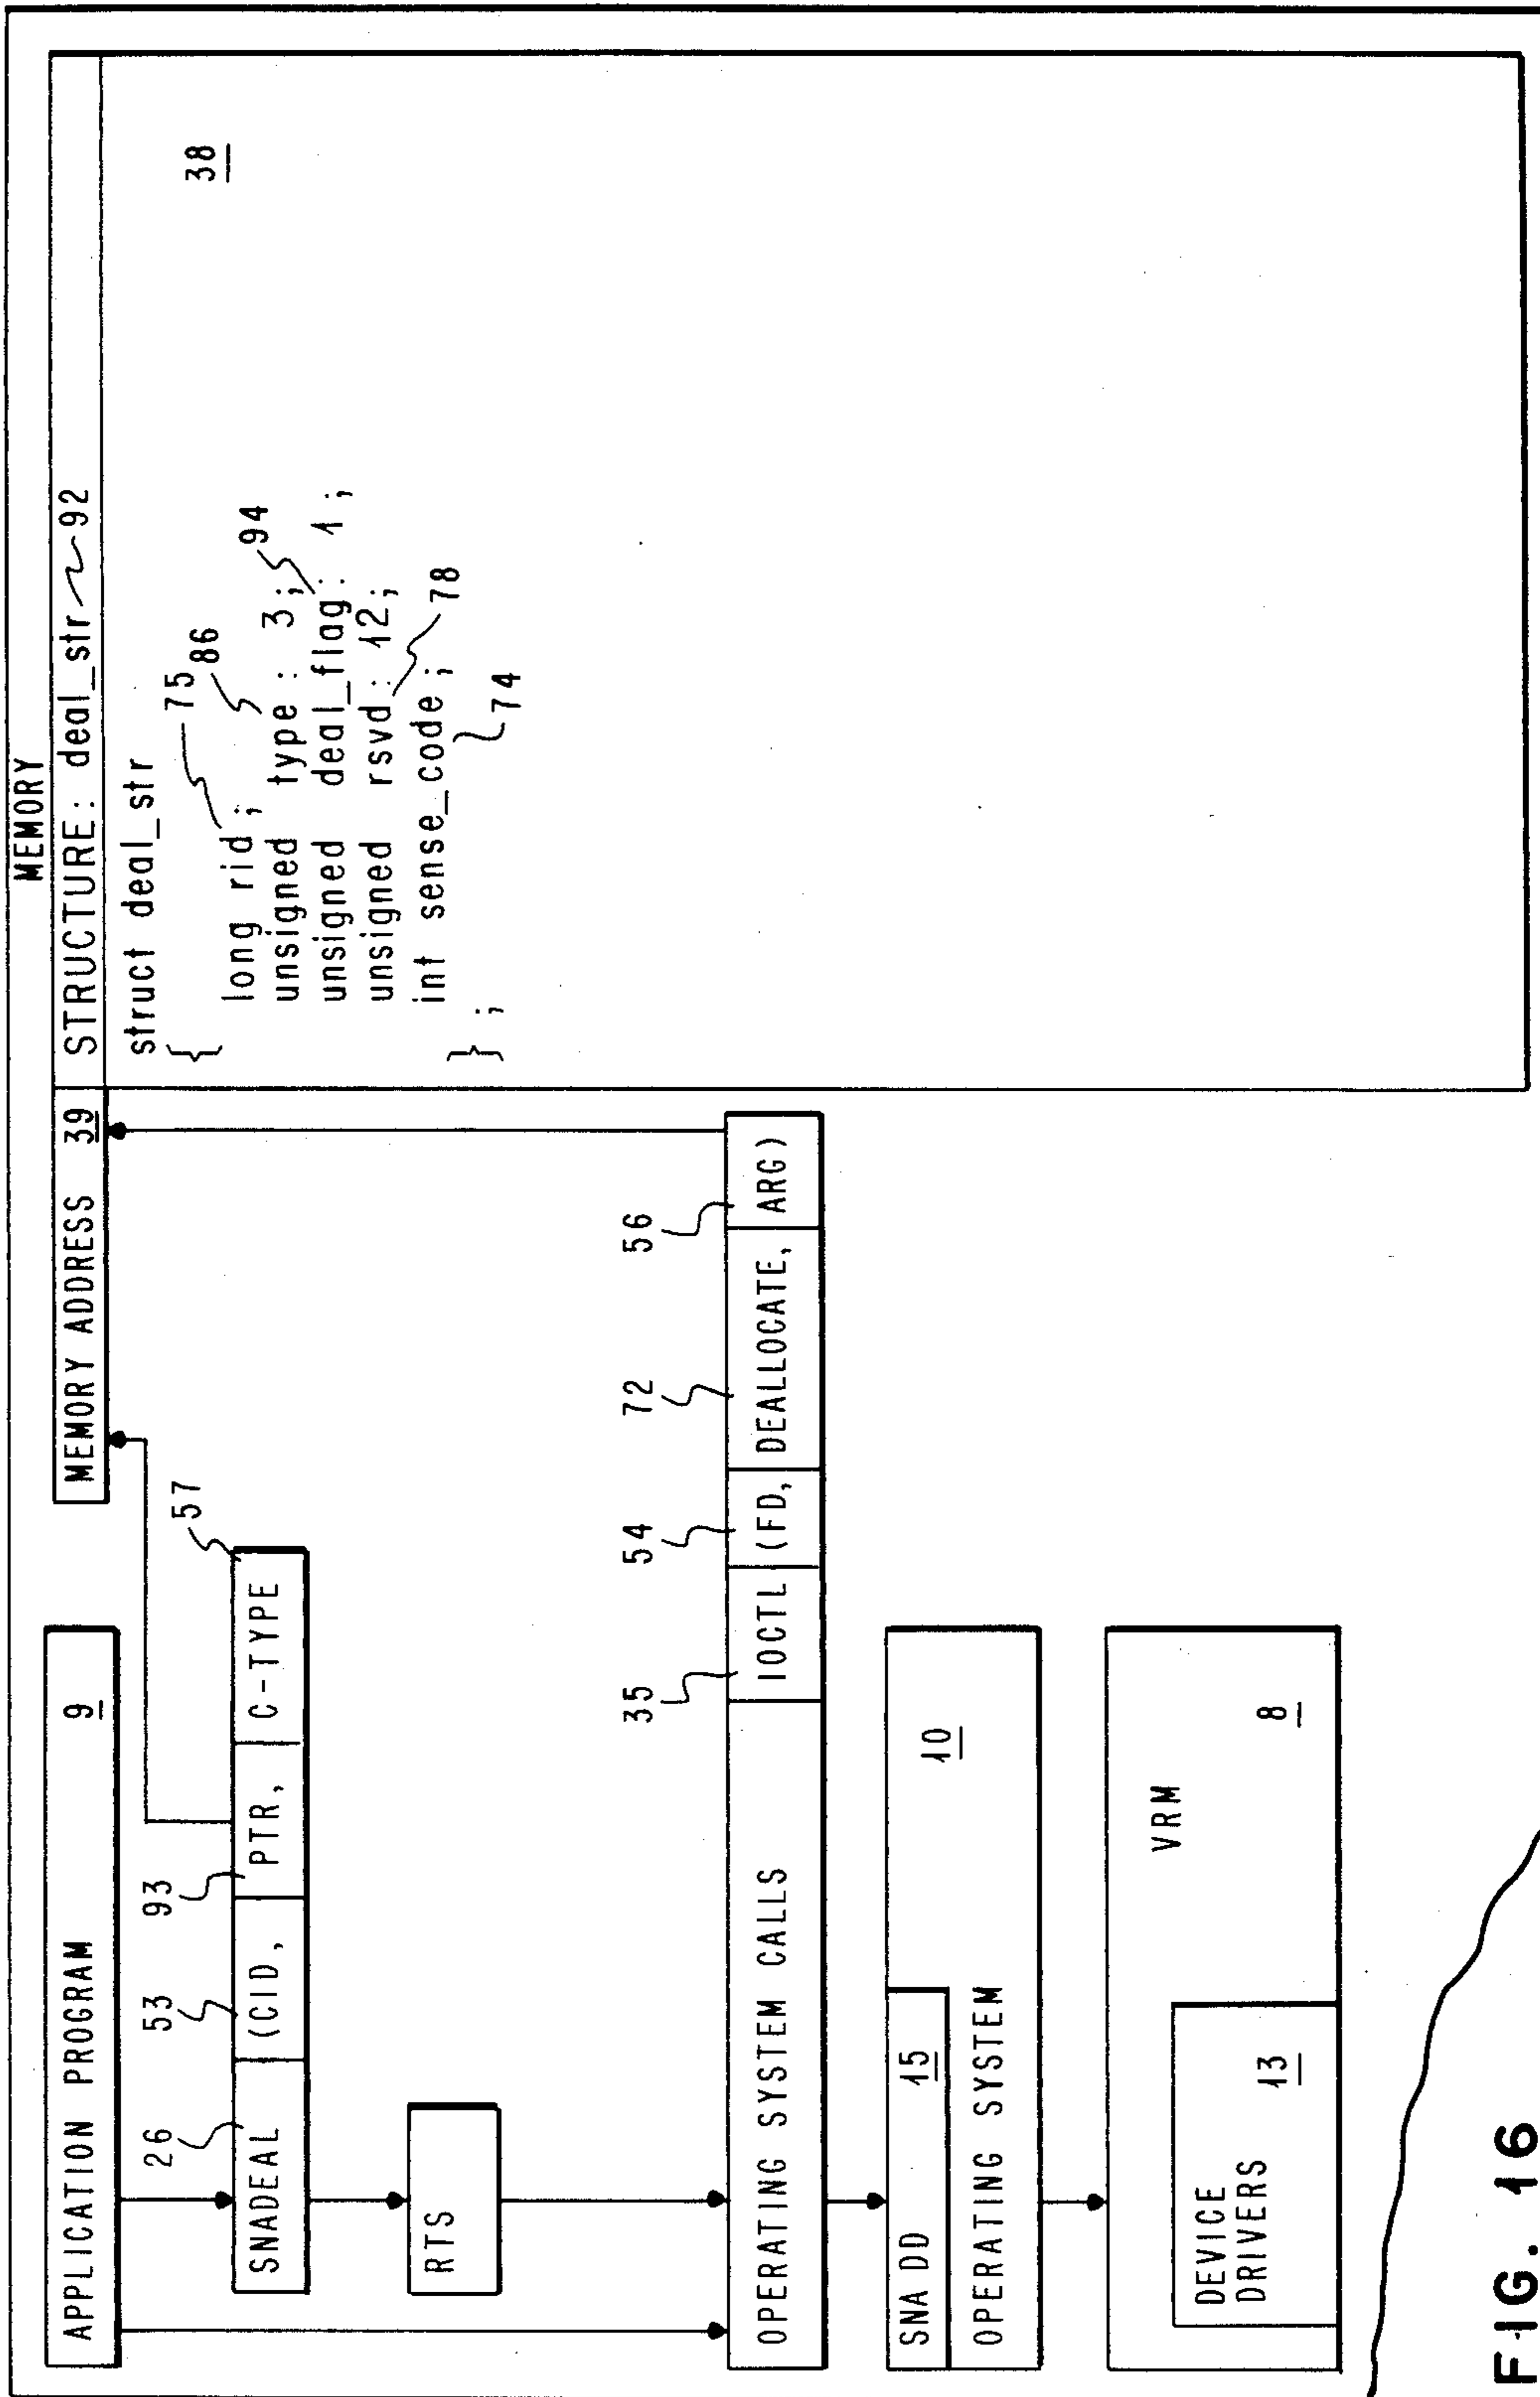 MEMORY
APPLICATION PROGRAM 9
MEMORY ADDRESS 39
STRUCTURE: deal_str 92
26
53
93
57
SNADEAL (CID, PTR, C-TYPE
RTS
struct deal_str
{
75
long rid;
86
unsigned type : 3;
94
unsigned deal_flag: 1;
unsigned rsvd: 12;
78
int sense_code;
74
};
38
35
54
72
56
OPERATING SYSTEM CALLS IOCTL (FD, DEALLOCATE, ARG)
SNA DD 15
10
OPERATING SYSTEM
VRM
8
DEVICE
DRIVERS
13
FIG. 16